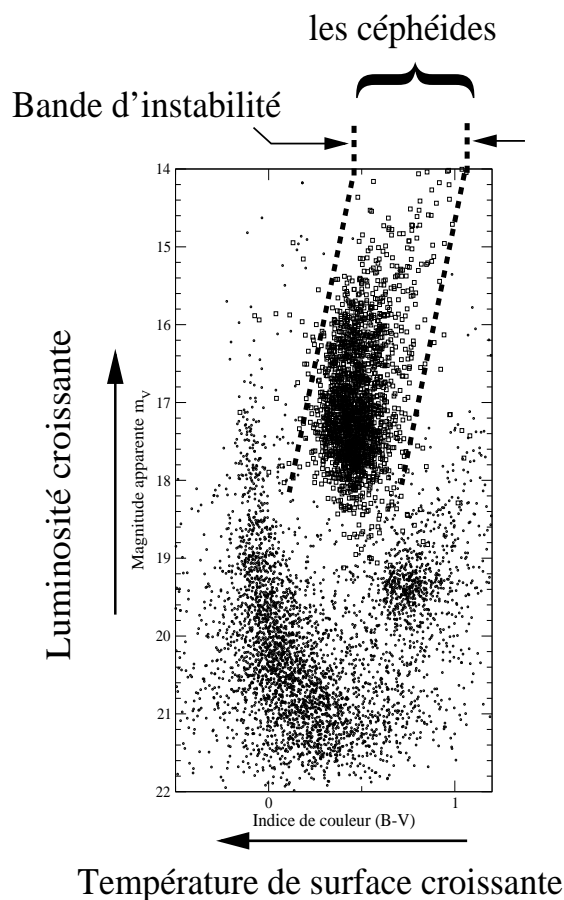 les céphéides
Bande d'instabilité
14
15
16
17
18
19
20
21
22
Magnitude apparente mV
Luminosité croissante
0
1
Indice de couleur (B-V)
Température de surface croissante